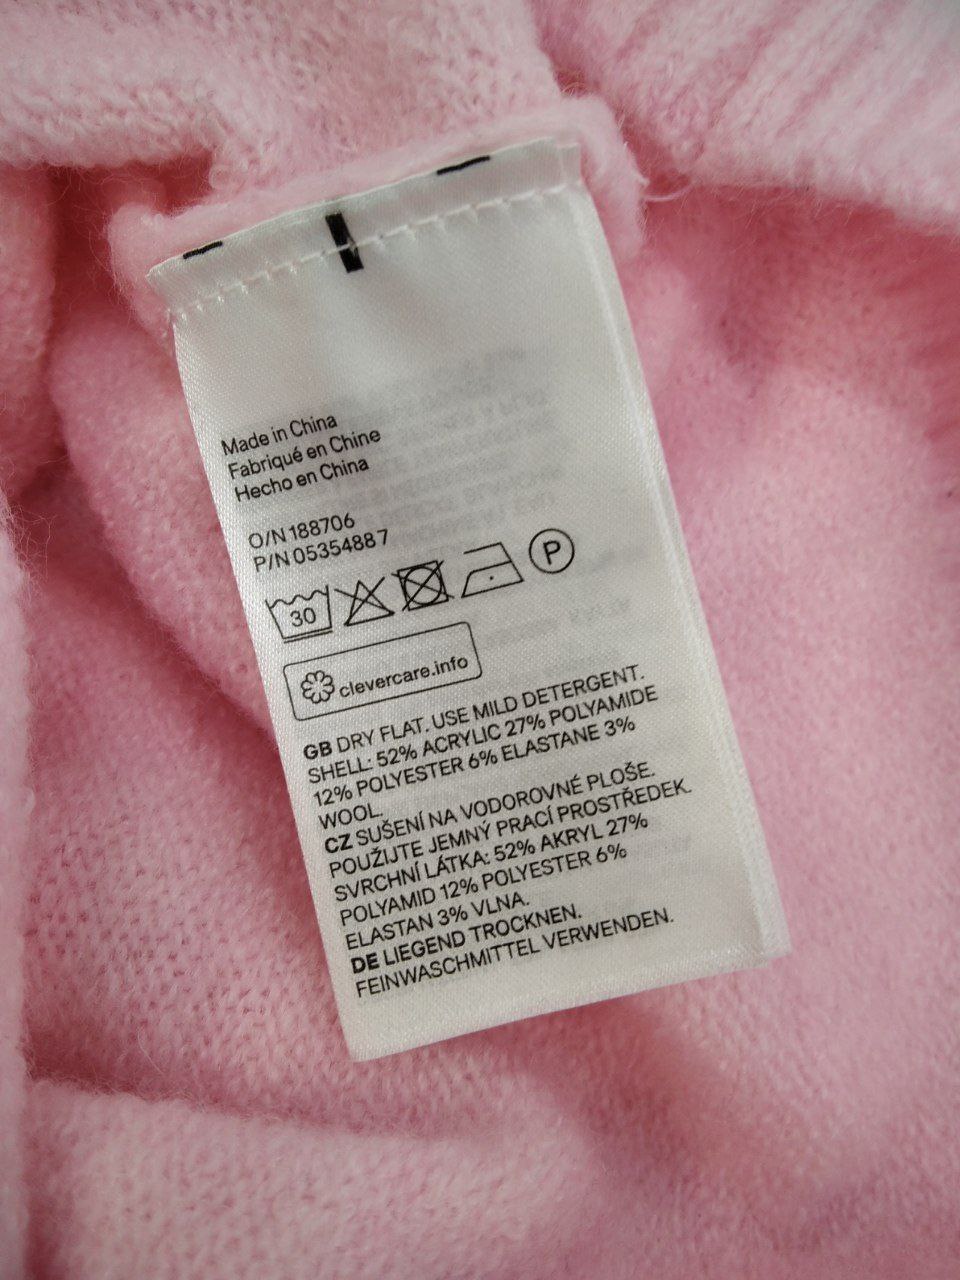 Made in China
Fabriqué en Chine
Hecho en China
O/N 188706
P/N 05354887
30
P
clevercare.info
GB DRY FLAT. USE MILD DETERGENT.
SHELL: 52% ACRYLIC 27% POLYAMIDE
12% POLYESTER 6% ELASTANE 3%
WOOL.
CZ SUŠENÍ NA VODOROVNÉ PLOŠE.
POUŽIJTE JEMNÝ PRACÍ PROSTŘEDEK.
SVRCHNÍ LÁTKA: 52% AKRYL 27%
POLYAMID 12% POLYESTER 6%
ELASTAN 3% VLNA.
DE LIEGEND TROCKNEN.
FEINWASCHMITTEL VERWENDEN.